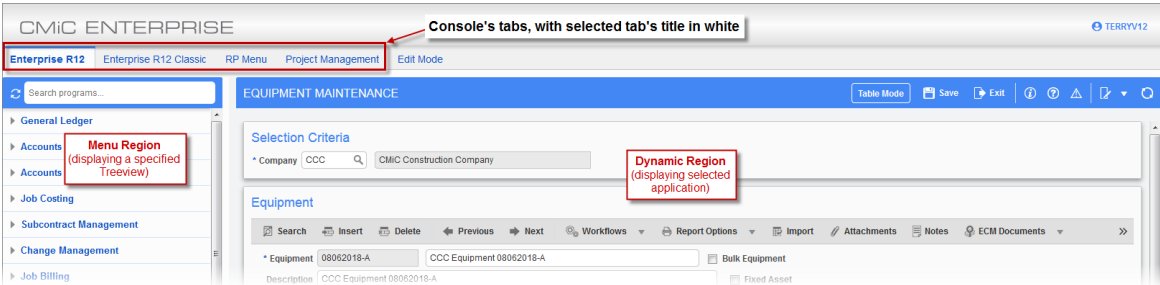 CMiC ENTERPRISE
Console's tabs, with selected tab's title in white
TERRYV12
Enterprise R12 Enterprise R12 Classic RP Menu Project Management Edit Mode
Search programs...
EQUIPMENT MAINTENANCE
Table Mode Save Exit
General Ledger
Accounts
Accounts
Job Costing
Subcontract Management
Change Management
Job Billing
Menu Region
(displaying a specified
Treeview)
Selection Criteria
* Company CCC CMiC Construction Company
Dynamic Region
(displaying selected
application)
Equipment
Search Insert Delete Previous Next Workflows Report Options Import Attachments Notes ECM Documents
* Equipment 08062018-A CCC Equipment 08062018-A Bulk Equipment
Description CCC Equipment 08062018-A Fixed Asset